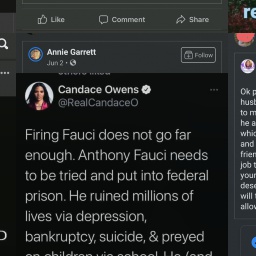 Like
Comment
Share
Annie Garrett
Jun 2
Follow
Candace Owens
@RealCandaceO
Firing Fauci does not go far
enough. Anthony Fauci needs
to be tried and put into federal
prison. He ruined millions of
lives via depression,
bankruptcy, suicide, & preyed
on children via school. He (and
re
Ok p
husb
to m
he a
whic
and
frien
job t
your
dese
will t
allov